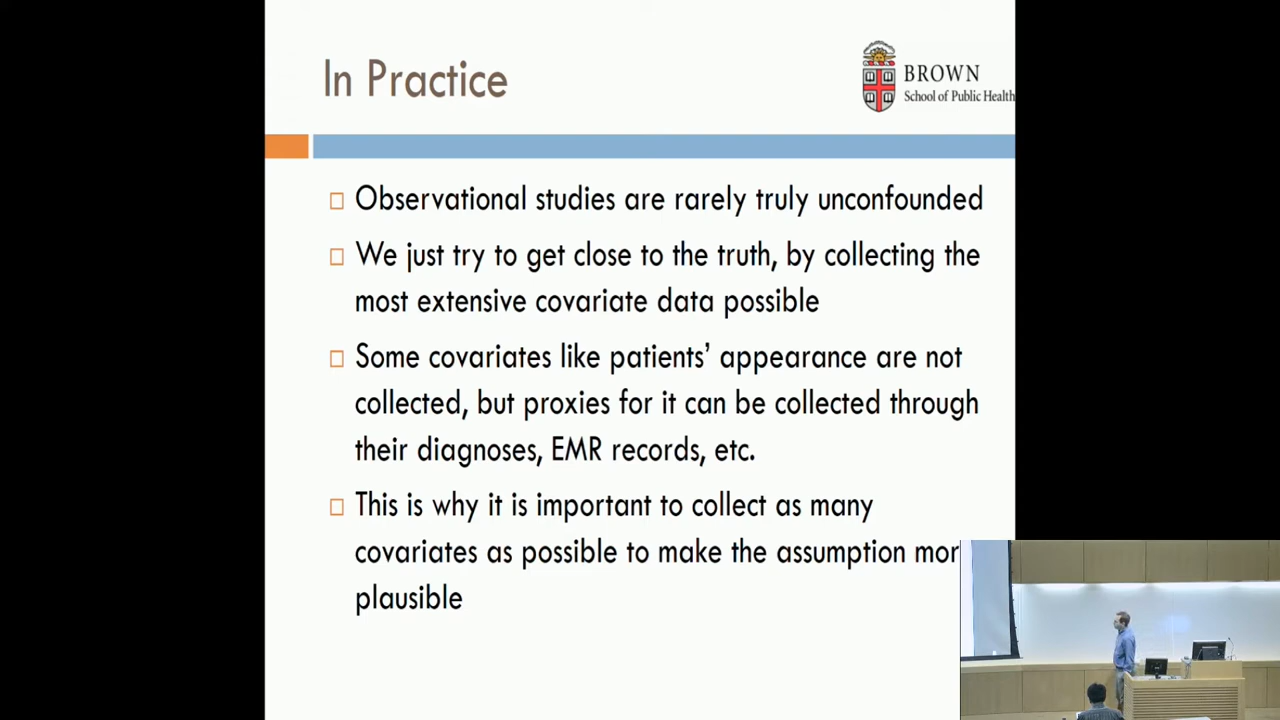 In Practice
BROWN
School of Public Health
Observational studies are rarely truly unconfounded
We just try to get close to the truth, by collecting the
most extensive covariate data possible
Some covariates like patients’ appearance are not
collected, but proxies for it can be collected through
their diagnoses, EMR records, etc.
This is why it is important to collect as many
covariates as possible to make the assumption mor
plausible